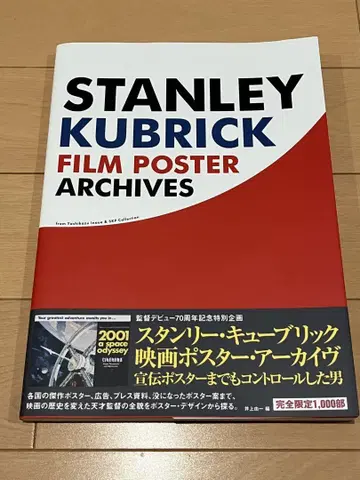 STANLEY
KUBRICK
FILM POSTER
ARCHIVES
from Toshikazu Inoue & SKP Collection
監督デビュー70周年記念特別企画
スタンリー・キューブリック
映画ポスター・アーカイヴ
宣伝ポスターまでもコントロールした男
2001
a space
odyssey
CINERAMA
各国の傑作ポスター、広告、プレス資料、没になったポスター案まで、
映画の歴史を変えた天才監督の全貌をポスター・デザインから探る。
井上由一 編
完全限定1,000部